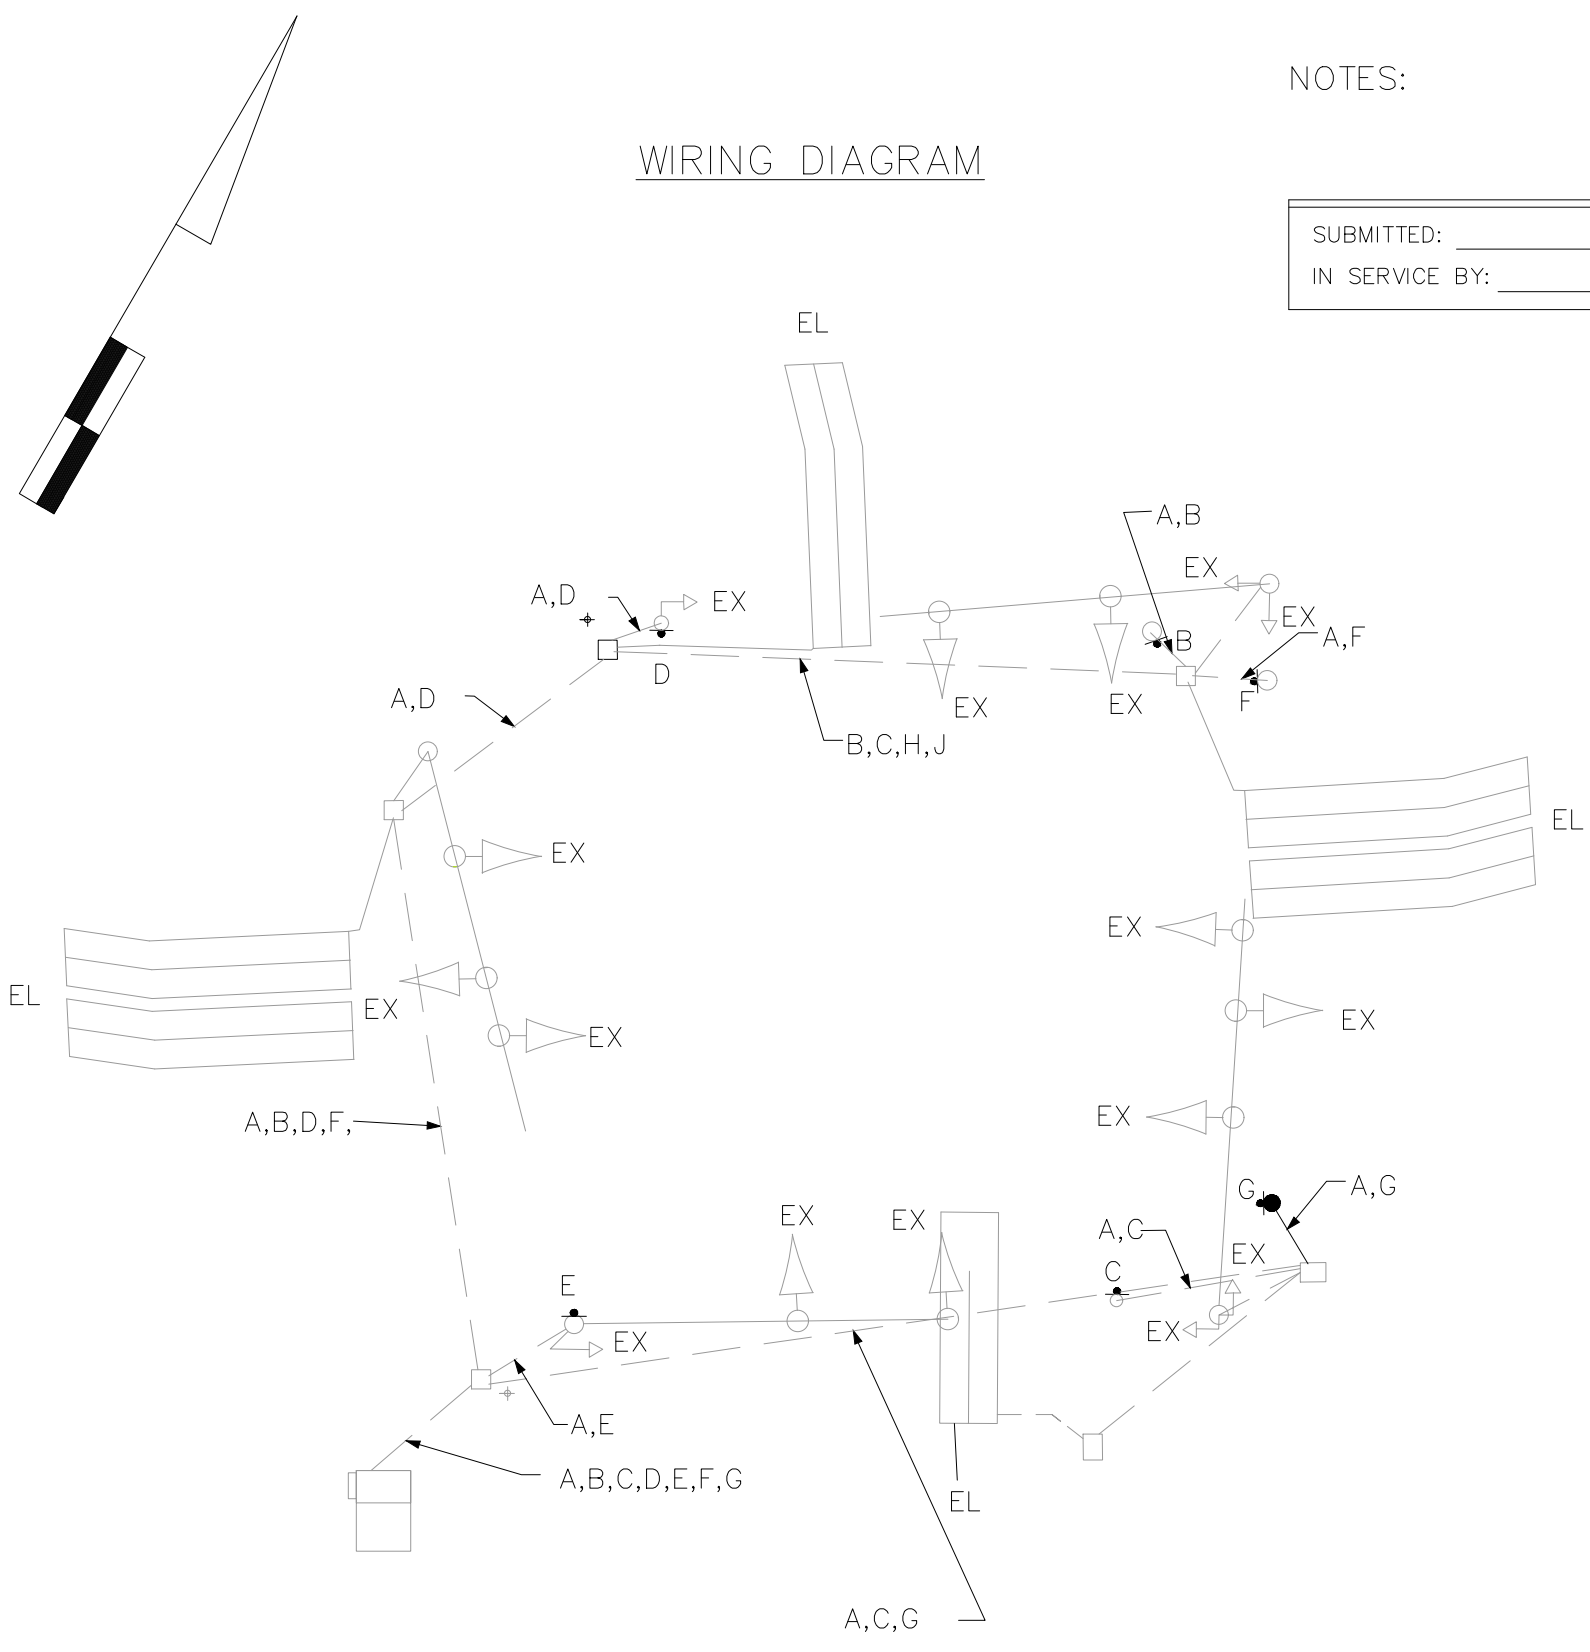 NOTES:
WIRING DIAGRAM
SUBMITTED:
IN SERVICE BY:
EL
A,B
EX
A,D
EX
EX
B
A,F
D
F
A,D
EX
EX
B,C,H,J
EL
EX
EX
EL
EX
EX
EX
EX
A,B,D,F,
G
A,G
EX
EX
A,C
EX
C
E
EX
EX
A,E
A,B,C,D,E,F,G
EL
A,C,G